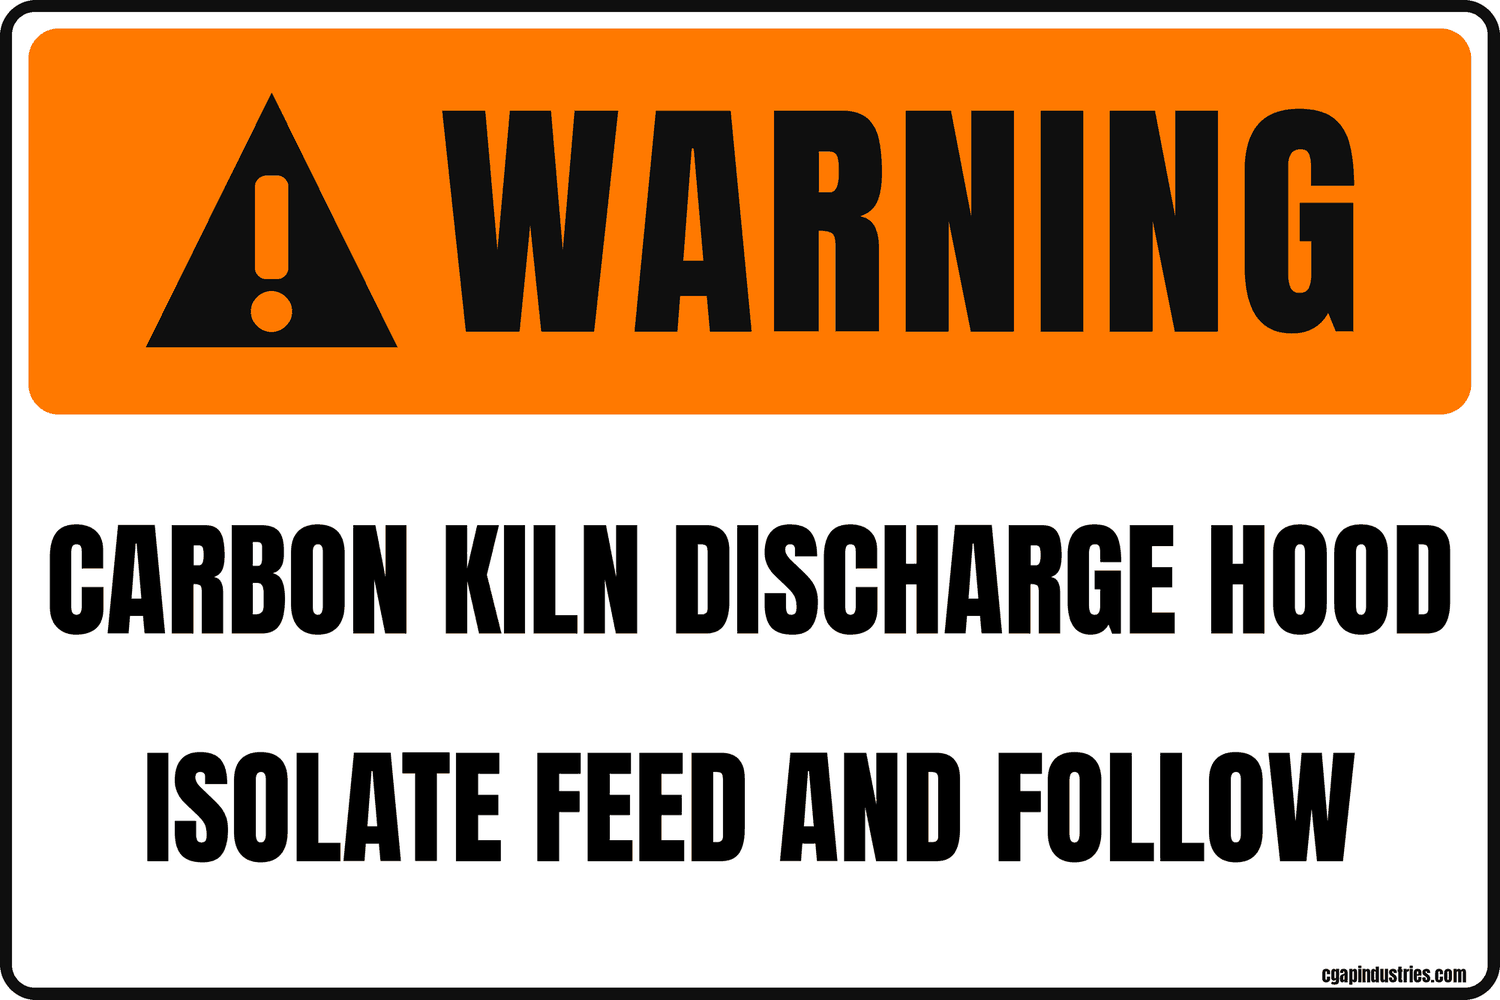 WARNING
CARBON KILN DISCHARGE HOOD
ISOLATE FEED AND FOLLOW
cgapindustries.com